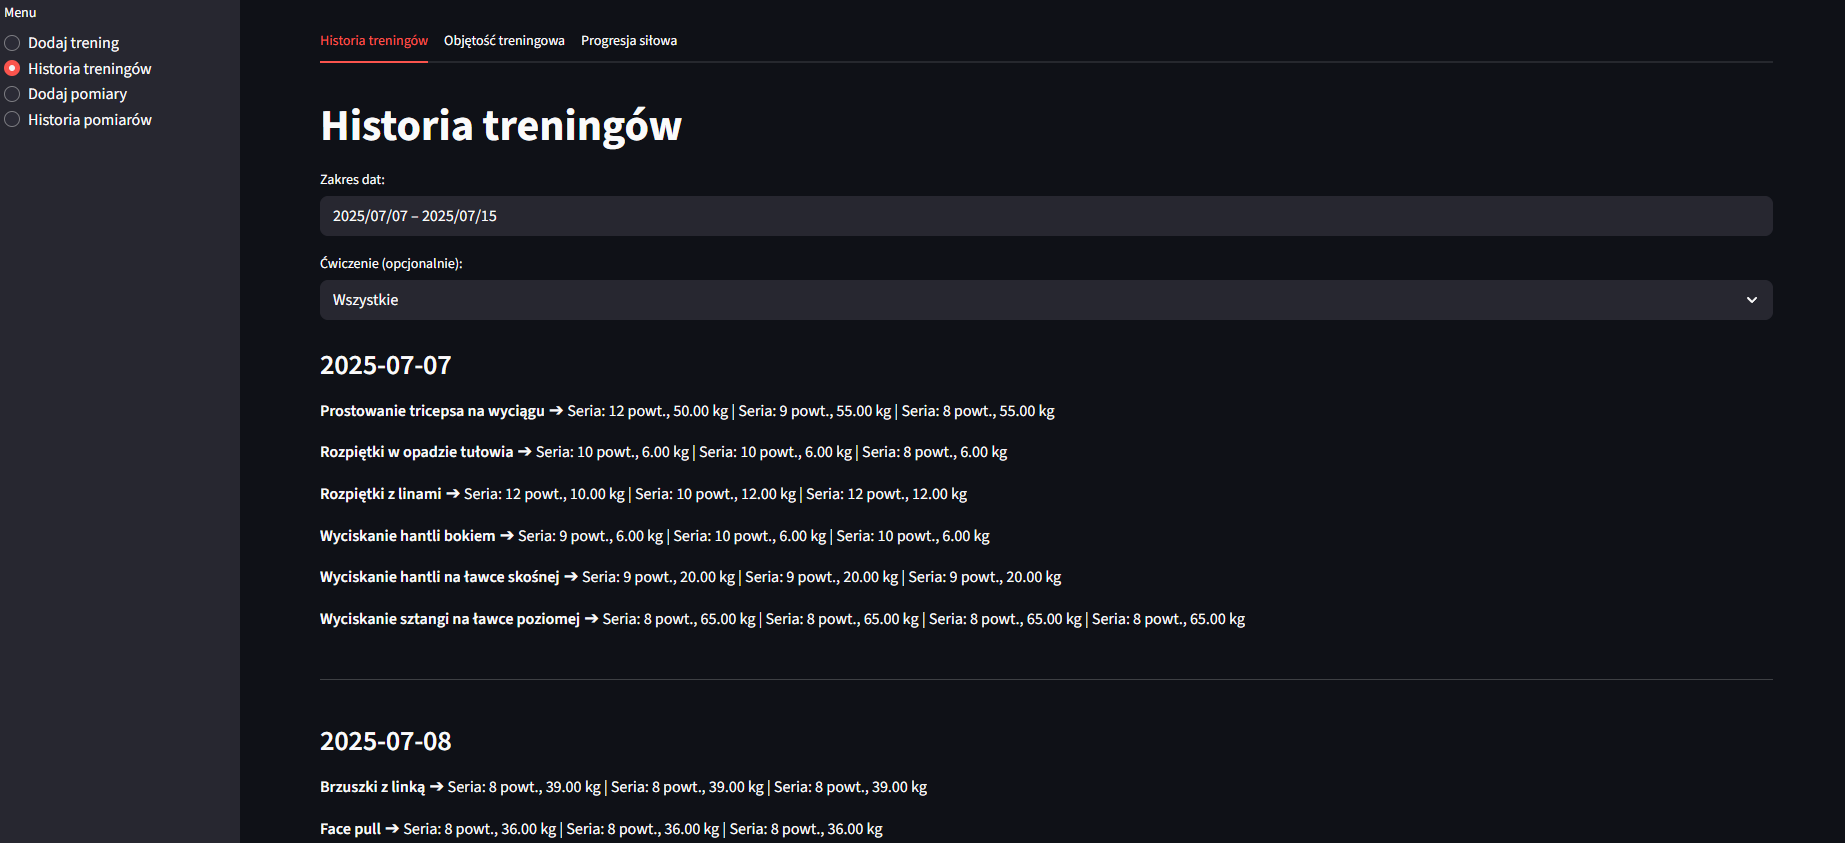 Menu
Dodaj trening
Historia treningów
Dodaj pomiary
Historia pomiarów
Historia treningów Objętość treningowa Progresja siłowa
Historia treningów
Zakres dat:
2025/07/07 – 2025/07/15
Ćwiczenie (opcjonalnie):
Wszystkie
2025-07-07
Prostowanie tricepsa na wyciągu ➔ Seria: 12 powt., 50.00 kg | Seria: 9 powt., 55.00 kg | Seria: 8 powt., 55.00 kg
Rozpiętki w opadzie tułowia ➔ Seria: 10 powt., 6.00 kg | Seria: 10 powt., 6.00 kg | Seria: 8 powt., 6.00 kg
Rozpiętki z linami ➔ Seria: 12 powt., 10.00 kg | Seria: 10 powt., 12.00 kg | Seria: 12 powt., 12.00 kg
Wyciskanie hantli bokiem ➔ Seria: 9 powt., 6.00 kg | Seria: 10 powt., 6.00 kg | Seria: 10 powt., 6.00 kg
Wyciskanie hantli na ławce skośnej ➔ Seria: 9 powt., 20.00 kg | Seria: 9 powt., 20.00 kg | Seria: 9 powt., 20.00 kg
Wyciskanie sztangi na ławce poziomej ➔ Seria: 8 powt., 65.00 kg | Seria: 8 powt., 65.00 kg | Seria: 8 powt., 65.00 kg | Seria: 8 powt., 65.00 kg
2025-07-08
Brzuszki z linką ➔ Seria: 8 powt., 39.00 kg | Seria: 8 powt., 39.00 kg | Seria: 8 powt., 39.00 kg
Face pull ➔ Seria: 8 powt., 36.00 kg | Seria: 8 powt., 36.00 kg | Seria: 8 powt., 36.00 kg